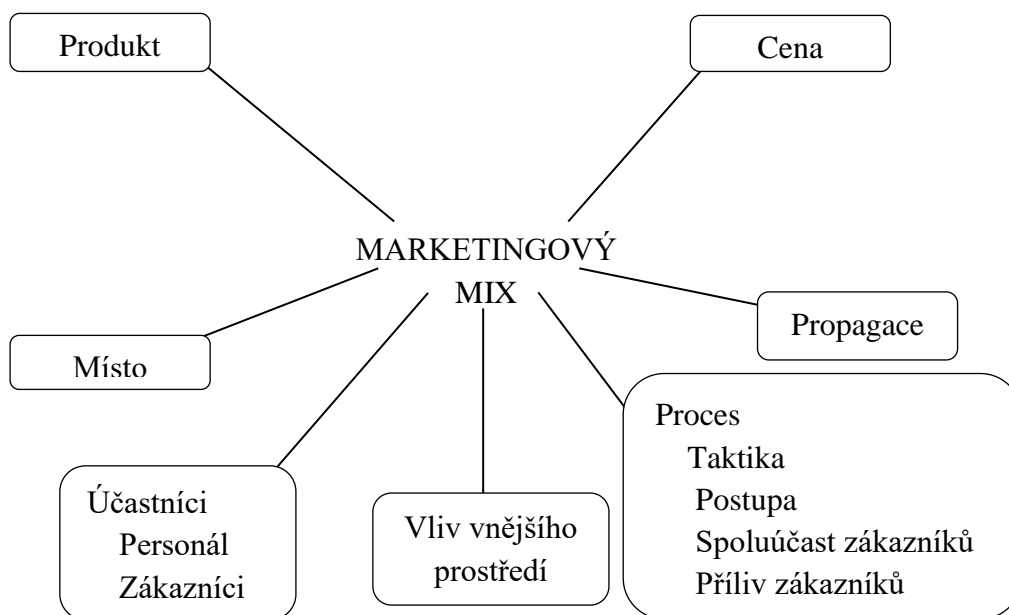 Produkt
Cena
MARKETINGOVÝ
MIX
Propagace
Místo
Proces
Taktika
Postupa
Spoluúčast zákazníků
Příliv zákazníků
Účastníci
Personál
Zákazníci
Vliv vnějšího
prostředí